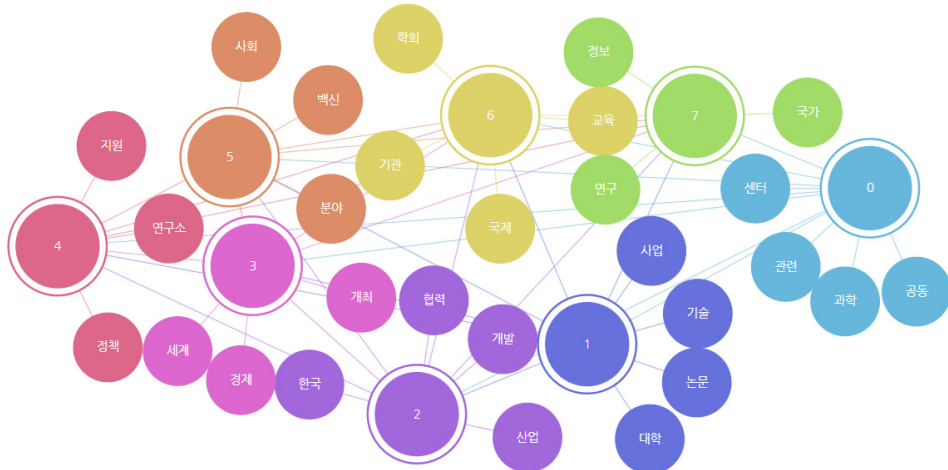 학회
사회
정보
백신
국가
6
7
교육
지원
5
기관
연구
센터
0
분야
연구소
국제
4
사업
3
관련
공동
개최
협력
과학
기술
개발
1
정책
세계
경제
한국
논문
2
산업
대학